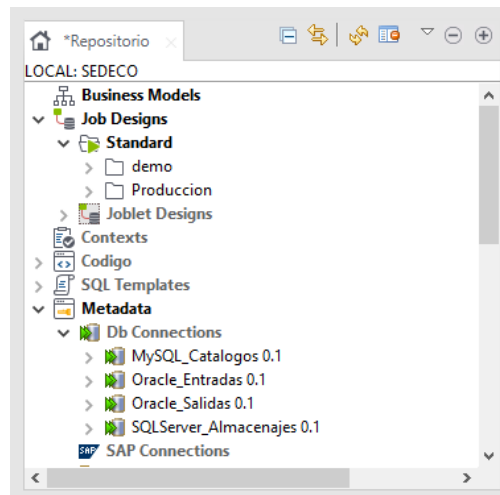 *Repositorio
LOCAL: SEDECO
Business Models
Job Designs
Standard
demo
Produccion
Joblet Designs
Contexts
Codigo
SQL Templates
Metadata
Db Connections
MySQL_Catalogos 0.1
Oracle_Entradas 0.1
Oracle_Salidas 0.1
SQLServer_Almacenajes 0.1
SAP SAP Connections